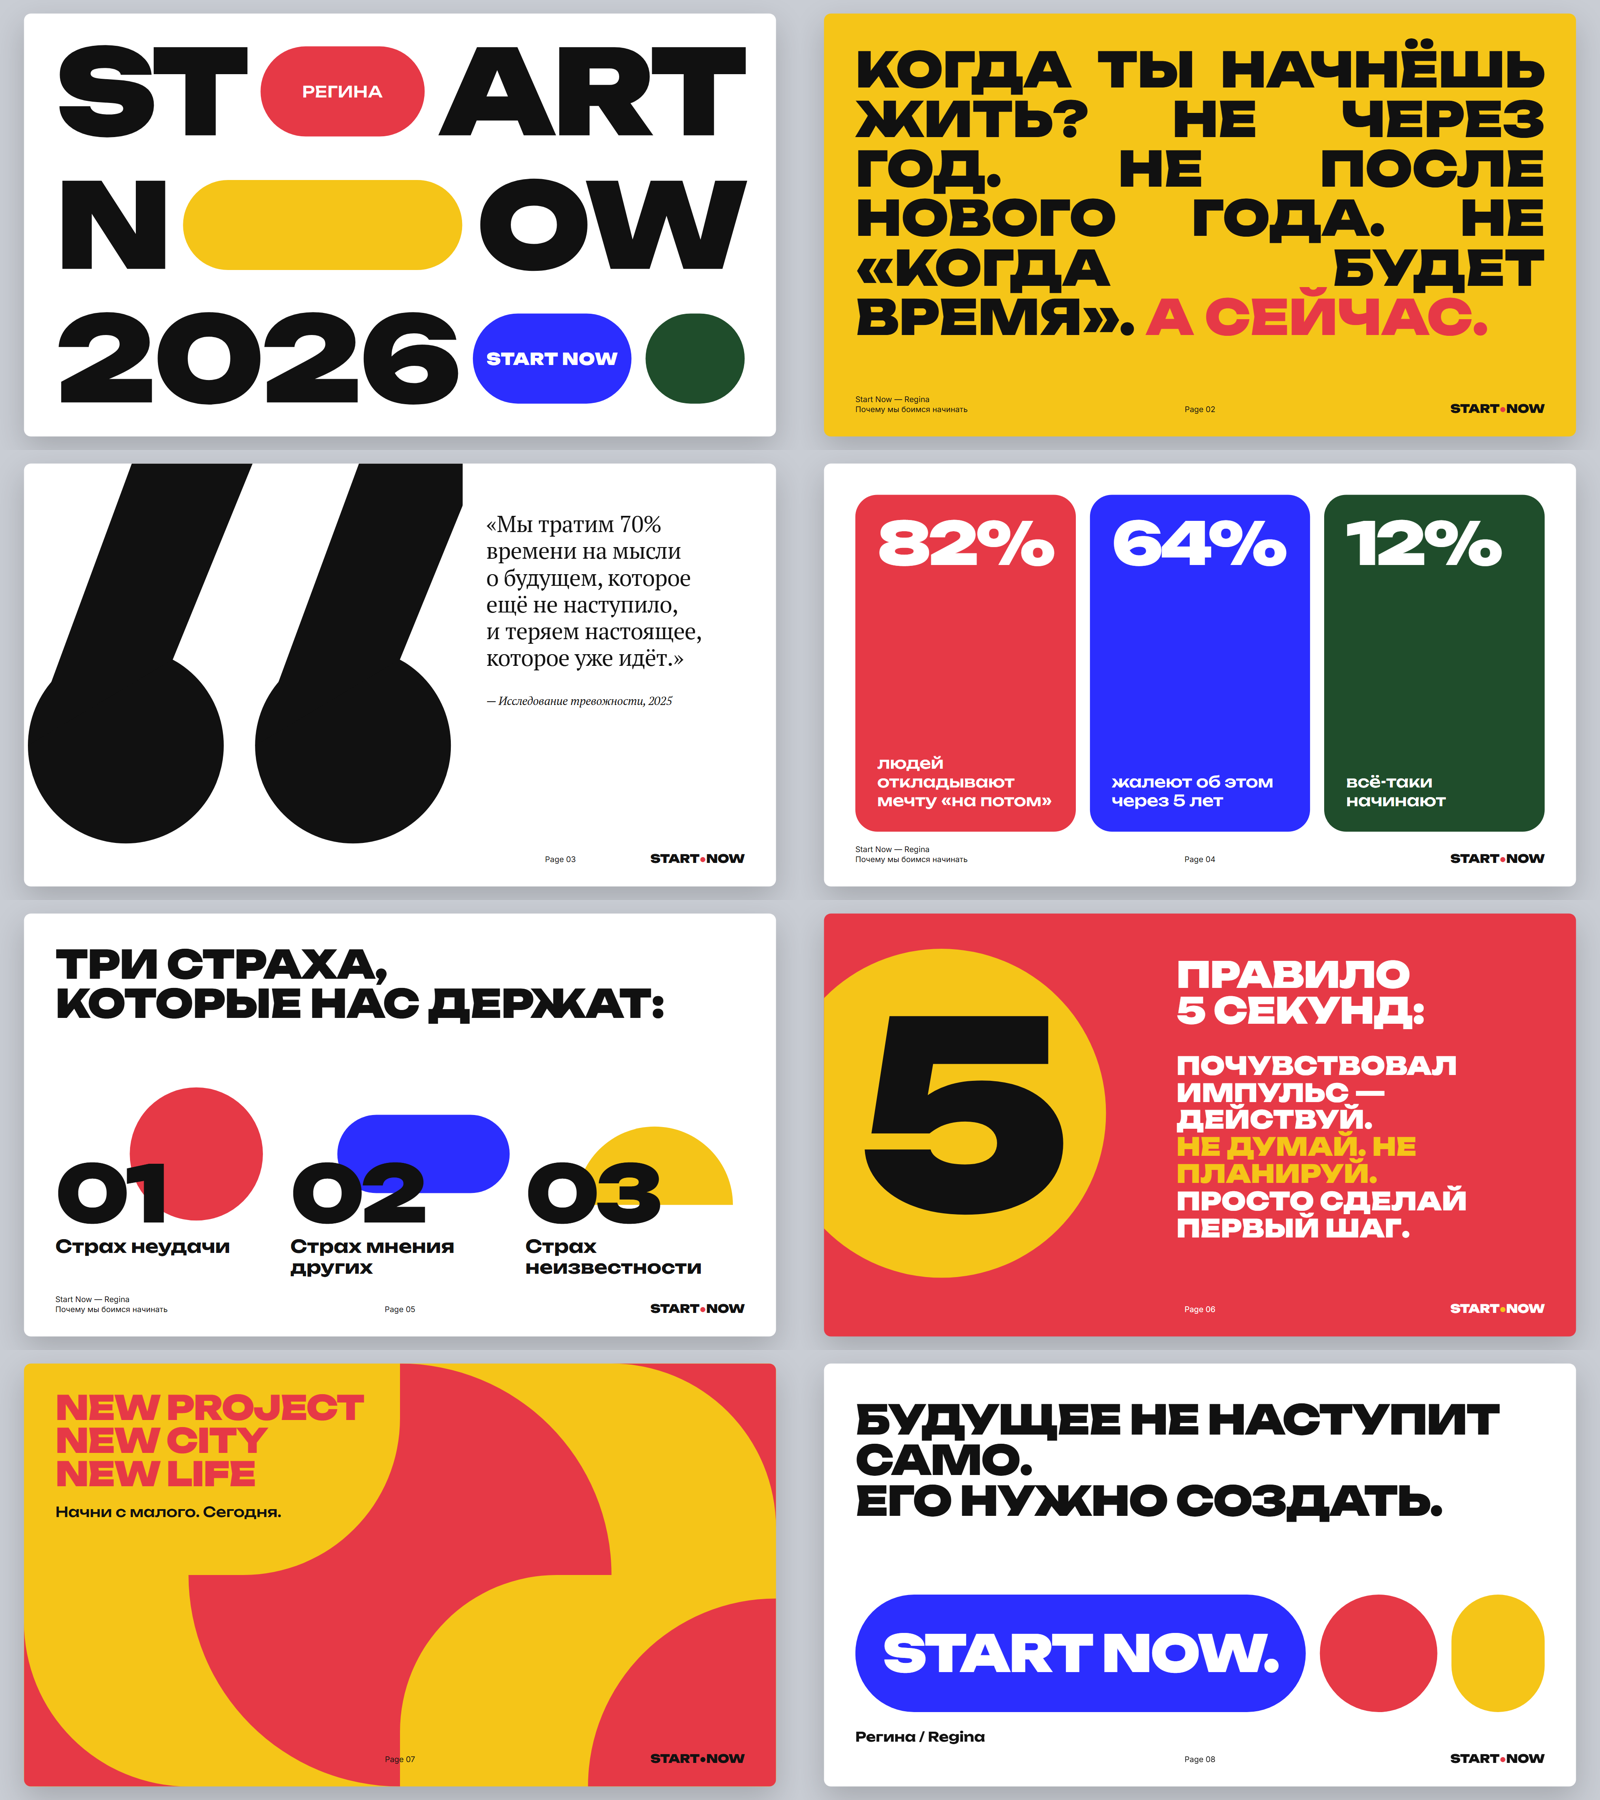 ST РЕГИНА ART
N OW
2026 START NOW
КОГДА ТЫ НАЧНЁШЬ
ЖИТЬ? НЕ ЧЕРЕЗ
ГОД. НЕ ПОСЛЕ
НОВОГО ГОДА. НЕ
«КОГДА БУДЕТ
ВРЕМЯ». А СЕЙЧАС.
Start Now — Regina
Почему мы боимся начинать
Page 02
START•NOW
“
«Мы тратим 70%
времени на мысли
о будущем, которое
ещё не наступило,
и теряем настоящее,
которое уже идёт.»
— Исследование тревожности, 2025
Page 03
START•NOW
82%
людей
откладывают
мечту «на потом»
64%
жалеют об этом
через 5 лет
12%
всё-таки
начинают
Start Now — Regina
Почему мы боимся начинать
Page 04
START•NOW
ТРИ СТРАХА,
КОТОРЫЕ НАС ДЕРЖАТ:
01
Страх неудачи
02
Страх мнения
других
03
Страх
неизвестности
Start Now — Regina
Почему мы боимся начинать
Page 05
START•NOW
5
ПРАВИЛО
5 СЕКУНД:
ПОЧУВСТВОВАЛ
ИМПУЛЬС —
ДЕЙСТВУЙ.
НЕ ДУМАЙ. НЕ
ПЛАНИРУЙ.
ПРОСТО СДЕЛАЙ
ПЕРВЫЙ ШАГ.
Page 06
START•NOW
NEW PROJECT
NEW CITY
NEW LIFE
Начни с малого. Сегодня.
Page 07
START•NOW
БУДУЩЕЕ НЕ НАСТУПИТ
САМО.
ЕГО НУЖНО СОЗДАТЬ.
START NOW.
Регина / Regina
Page 08
START•NOW